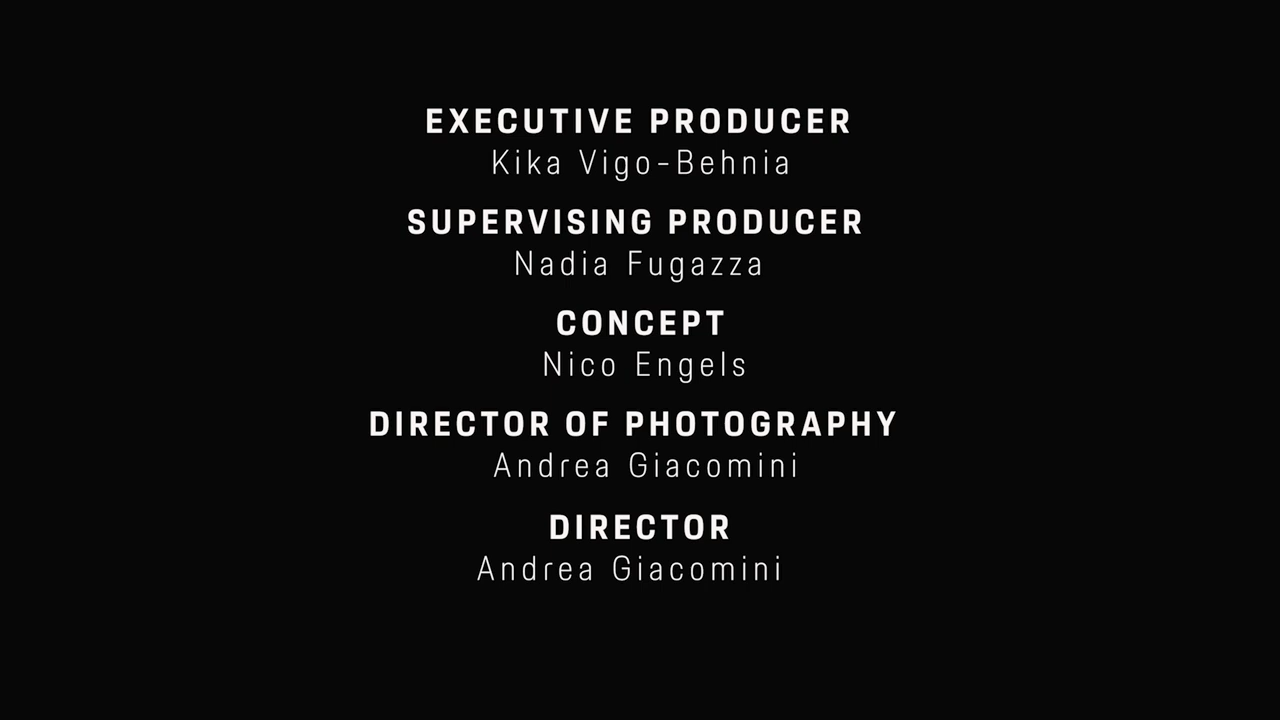 EXECUTIVE PRODUCER
Kika Vigo-Behnia
SUPERVISING PRODUCER
Nadia Fugazza
CONCEPT
Nico Engels
DIRECTOR OF PHOTOGRAPHY
Andrea Giacomini
DIRECTOR
Andrea Giacomini